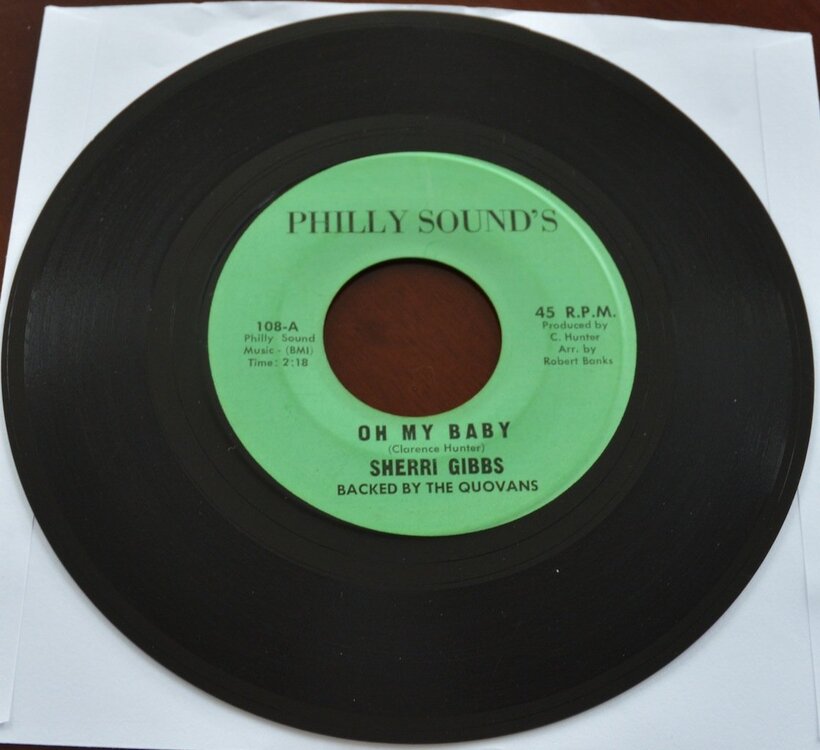 PHILLY SOUND'S
108-A
Philly Sound
Music - (BMI)
Time: 2:18
45 R.P.M.
Produced by
C. Hunter
Arr. by
Robert Banks
OH MY BABY
(Clarence Hunter)
SHERRI GIBBS
BACKED BY THE QUOVANS